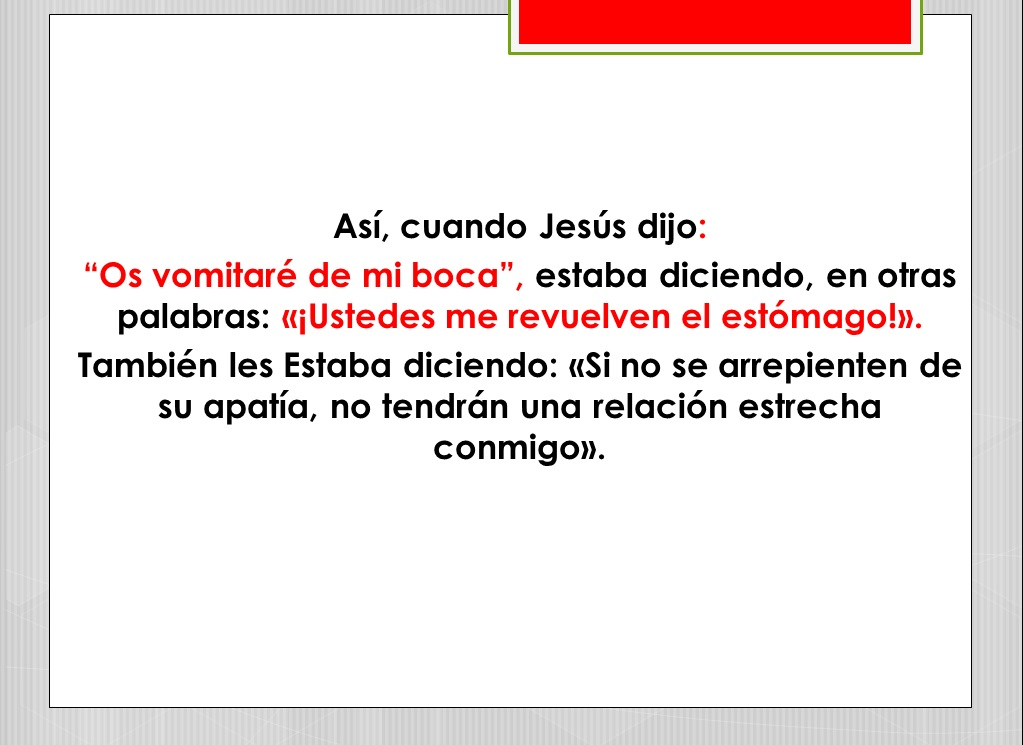 Así, cuando Jesús dijo:
“Os vomitaré de mi boca”, estaba diciendo, en otras
palabras: «¡Ustedes me revuelven el estómago!».
También les Estaba diciendo: «Si no se arrepienten de
su apatía, no tendrán una relación estrecha
conmigo».